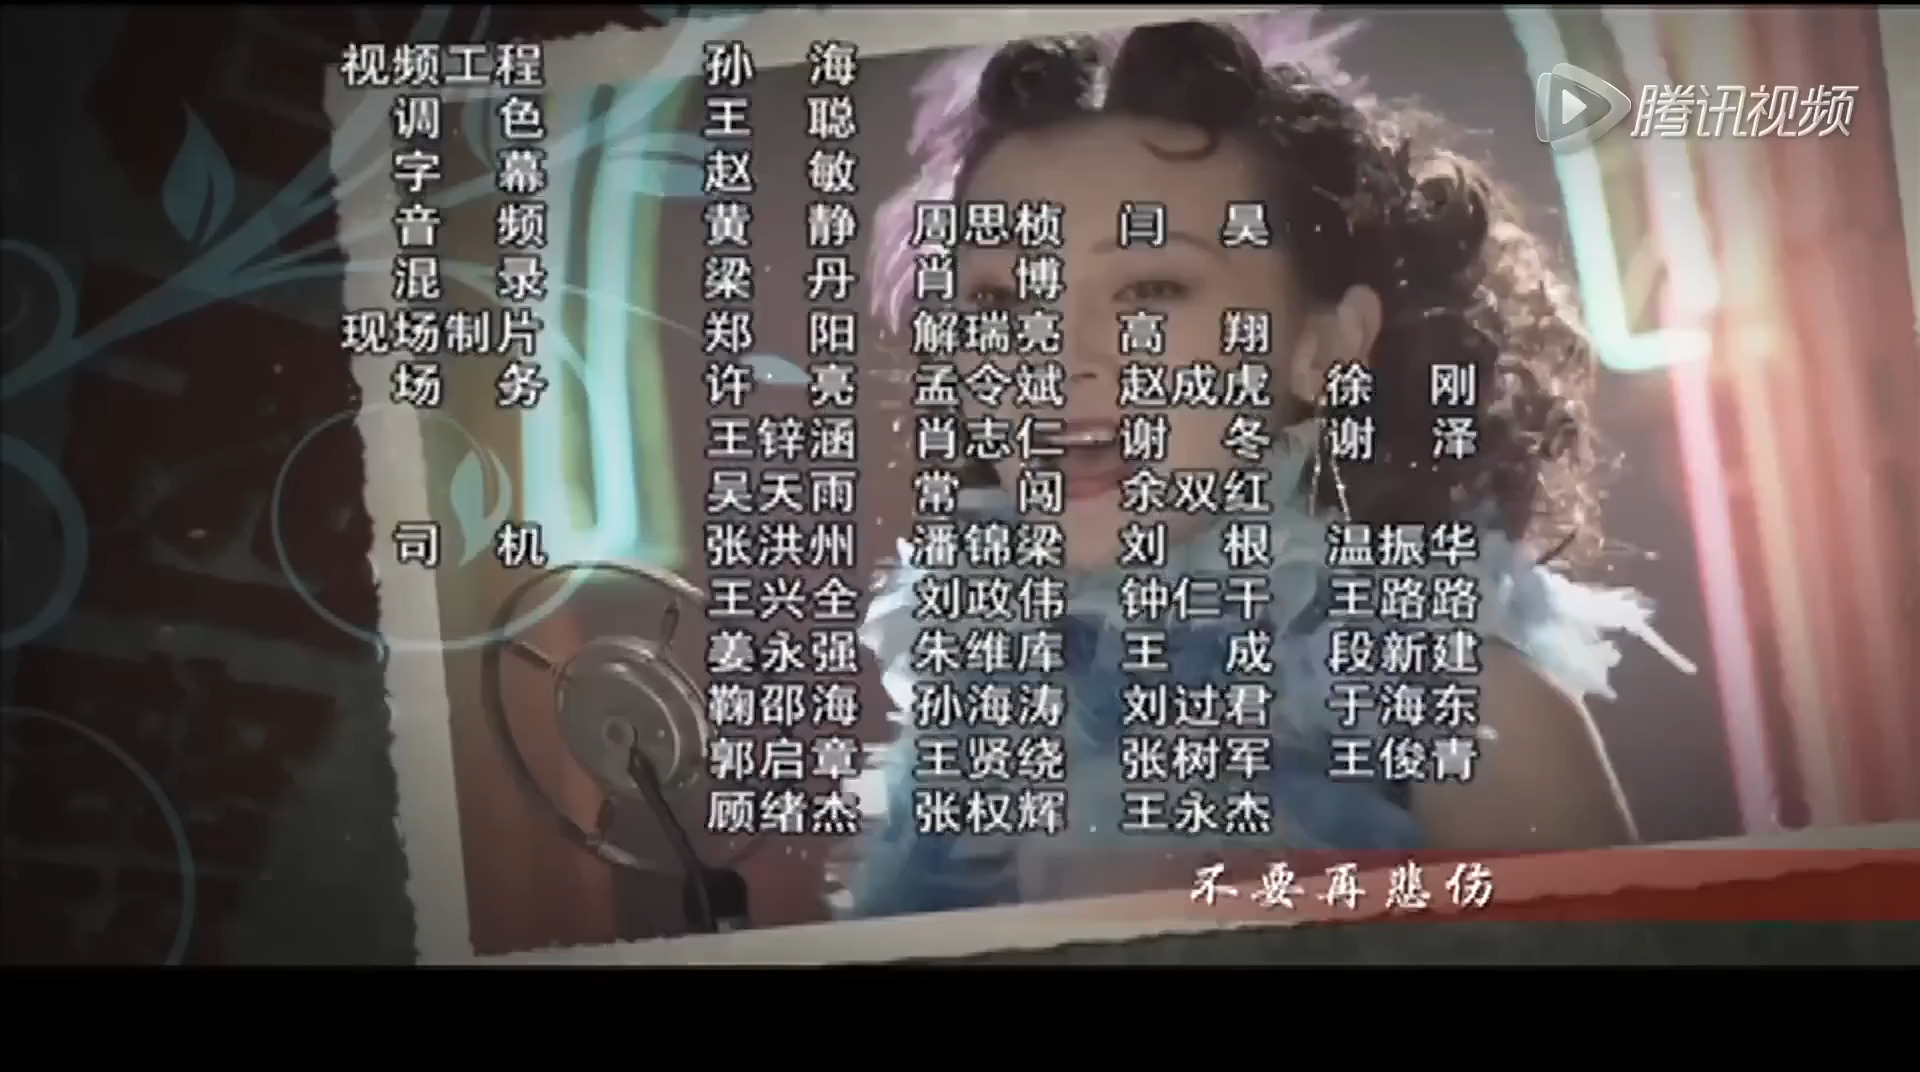 腾讯视频
视频工程 孙海
调色 王聪
字幕 赵敏
音频 黄静 周思桢 闫昊
混录 梁丹 肖博
现场制片 郑阳 解瑞亮 高翔
场务 许亮 孟令斌 赵成虎 徐刚
王锌涵 肖志仁 谢冬 谢泽
吴天雨 常闯 余双红
司机 张洪州 潘锦梁 刘根 温振华
王兴全 刘政伟 钟仁干 王路路
姜永强 朱维库 王成 段新建
鞠邵海 孙海涛 刘过君 于海东
郭启章 王贤绕 张树军 王俊青
顾绪杰 张权辉 王永杰
不要再悲伤